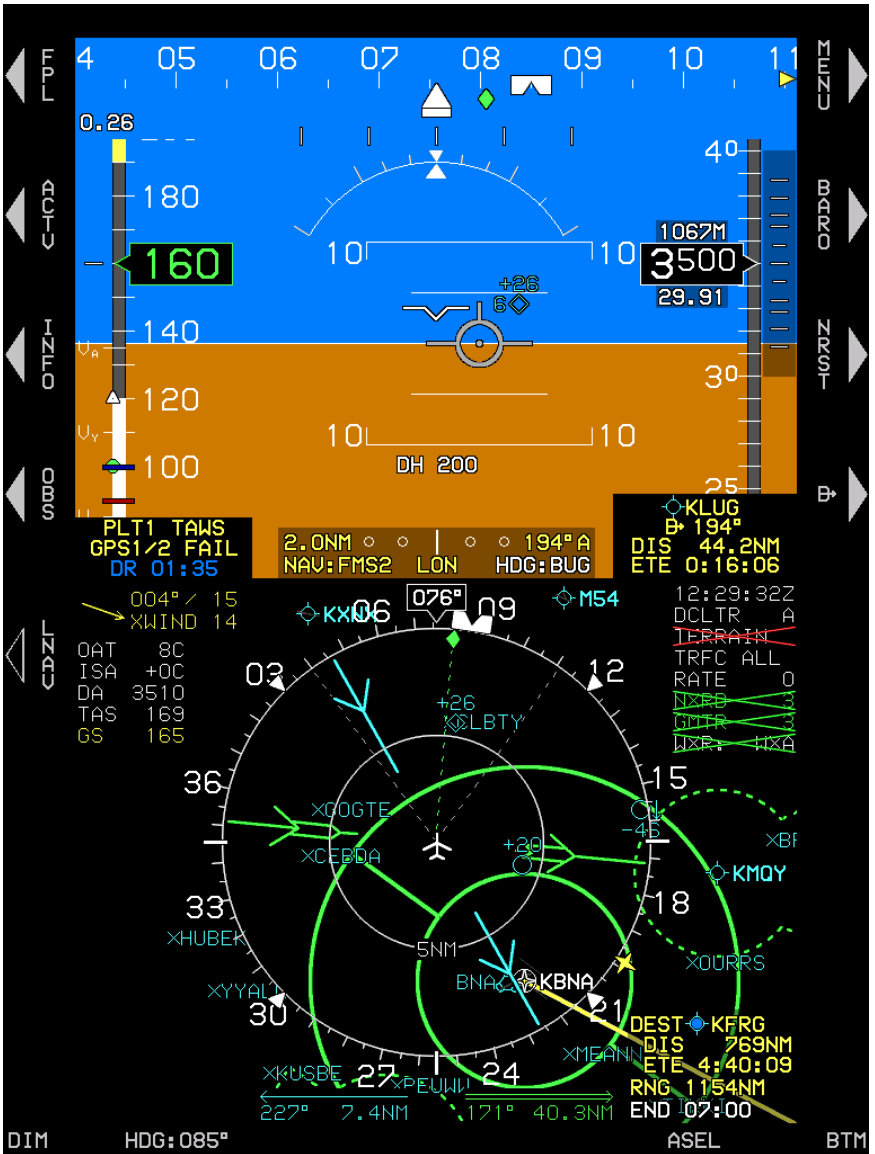 FPL
ACTV
INFO
OBS
LNAV
MENU
BARO
NRST
4 05 06 07 08 09 10 11
0.26
180
160
140
VA
120
VY
100
40
1067M
3500
29.91
30
25
10 10
+26
6
10 10
DH 200
PLT1 TAWS
GPS1/2 FAIL
DR 01:35
2.0NM 194°A
NAV:FMS2 LON HDG:BUG
KLUG
194°
DIS 44.2NM
ETE 0:16:06
004°/ 15
XWIND 14
OAT 8C
ISA +0C
DA 3510
TAS 169
GS 165
12:29:32Z
DCLTR A
TERRAIN
TRFC ALL
RATE 0
NXRD 3
GMTR 3
WXR: WXA
076°
KXNX
M54
06 09
03 12
+26
LBTY
36 15
GOGTE
-45
+20
CEBDA
KMQY
33 18
HUBEK
5NM
OURRS
BNA
KBNA
30 21
MEANN
KUSBE
27 24
PEUWW
DEST KFRG
DIS 769NM
ETE 4:40:09
RNG 1154NM
END 07:00
227° 7.4NM
171° 40.3NM
DIM HDG:085° ASEL BTM